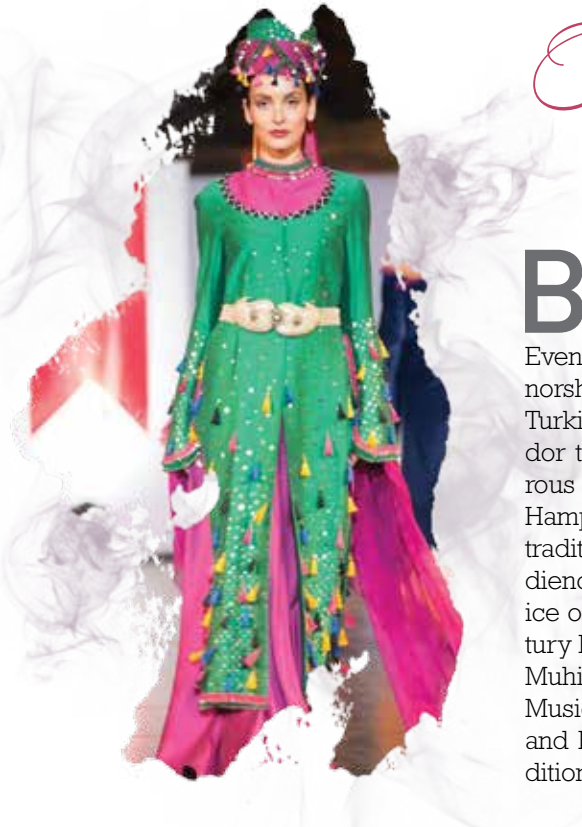 B
Even
norsh
Turki
dor t
rous
Hamp
tradit
dienc
ice o
tury
Muhi
Musi
and
dition